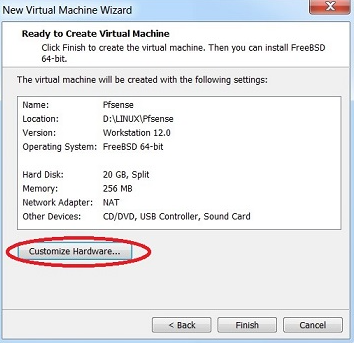 New Virtual Machine Wizard
Ready to Create Virtual Machine
Click Finish to create the virtual machine. Then you can install FreeBSD
64-bit.
The virtual machine will be created with the following settings:
Name: Pfsense
Location: D:\LINUX\Pfsense
Version: Workstation 12.0
Operating System: FreeBSD 64-bit
Hard Disk: 20 GB, Split
Memory: 256 MB
Network Adapter: NAT
Other Devices: CD/DVD, USB Controller, Sound Card
Customize Hardware...
< Back Finish Cancel